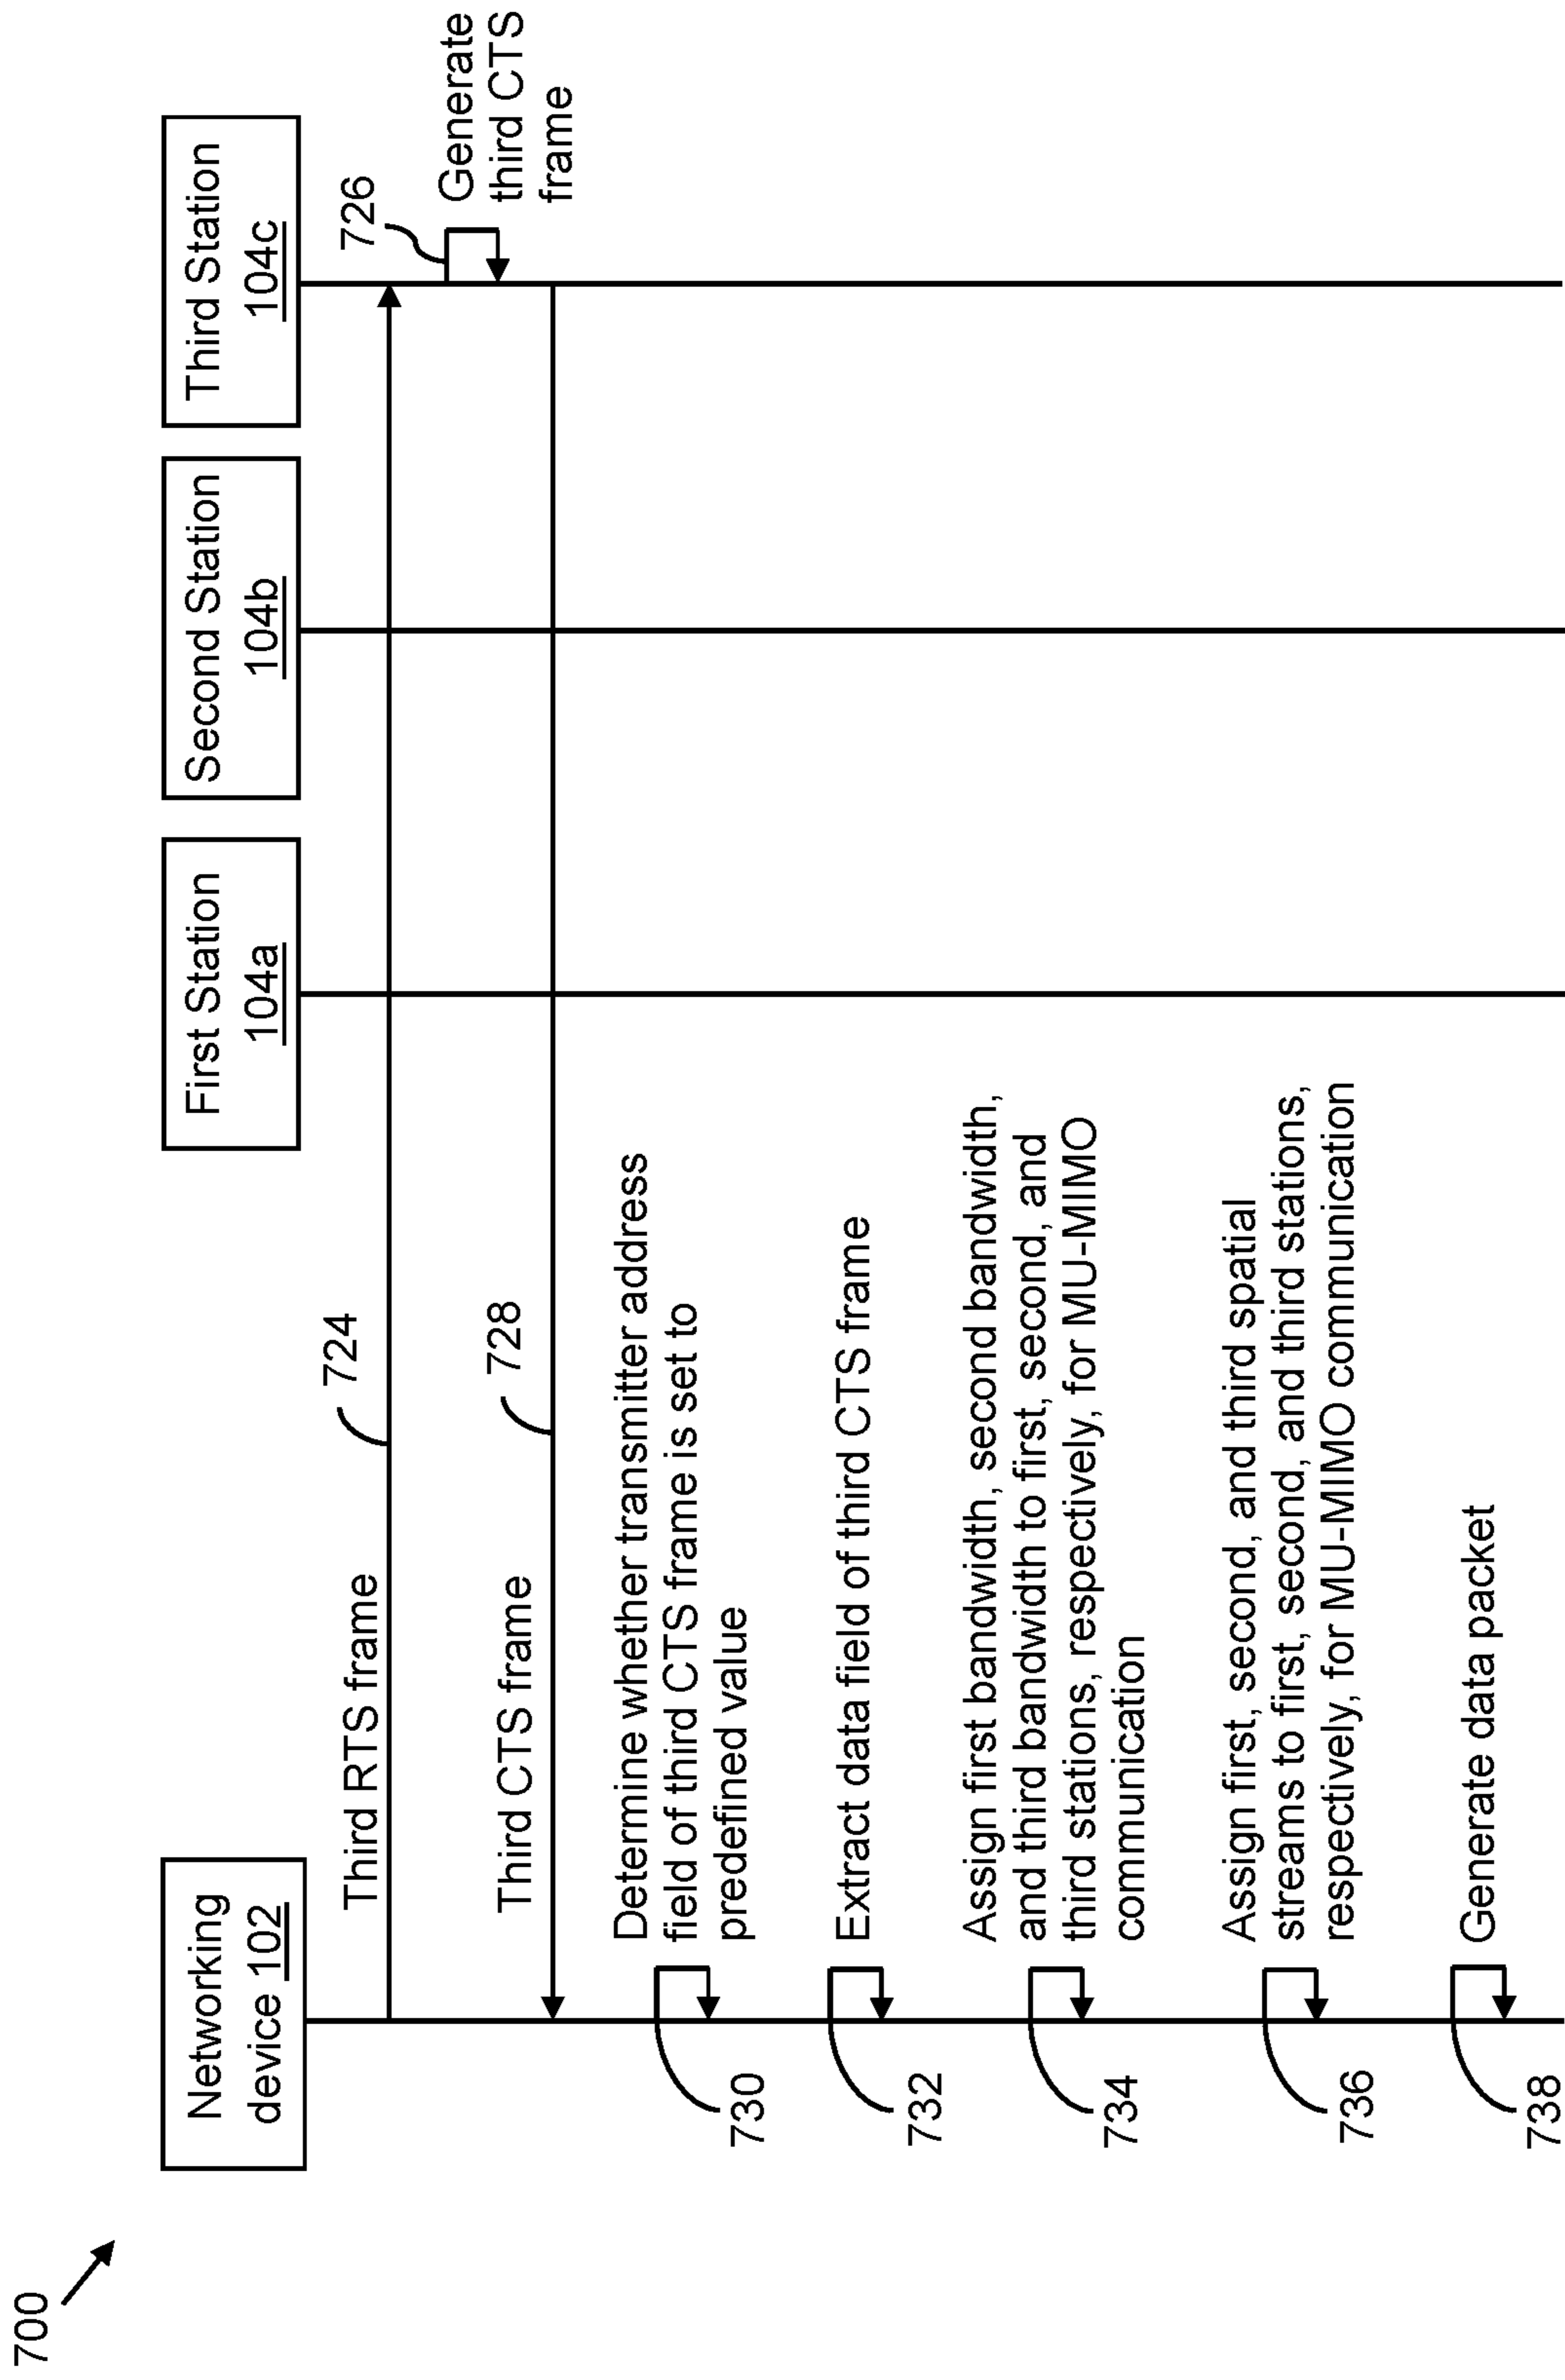 700
Networking
device 102
First Station
104a
Second Station
104b
Third Station
104c
Third RTS frame
724
726
Generate
third CTS
frame
Third CTS frame
728
Determine whether transmitter address
field of third CTS frame is set to
predefined value
730
Extract data field of third CTS frame
732
Assign first bandwidth, second bandwidth,
and third bandwidth to first, second, and
third stations, respectively, for MU-MIMO
communication
734
Assign first, second, and third spatial
streams to first, second, and third stations,
respectively, for MU-MIMO communication
736
Generate data packet
738